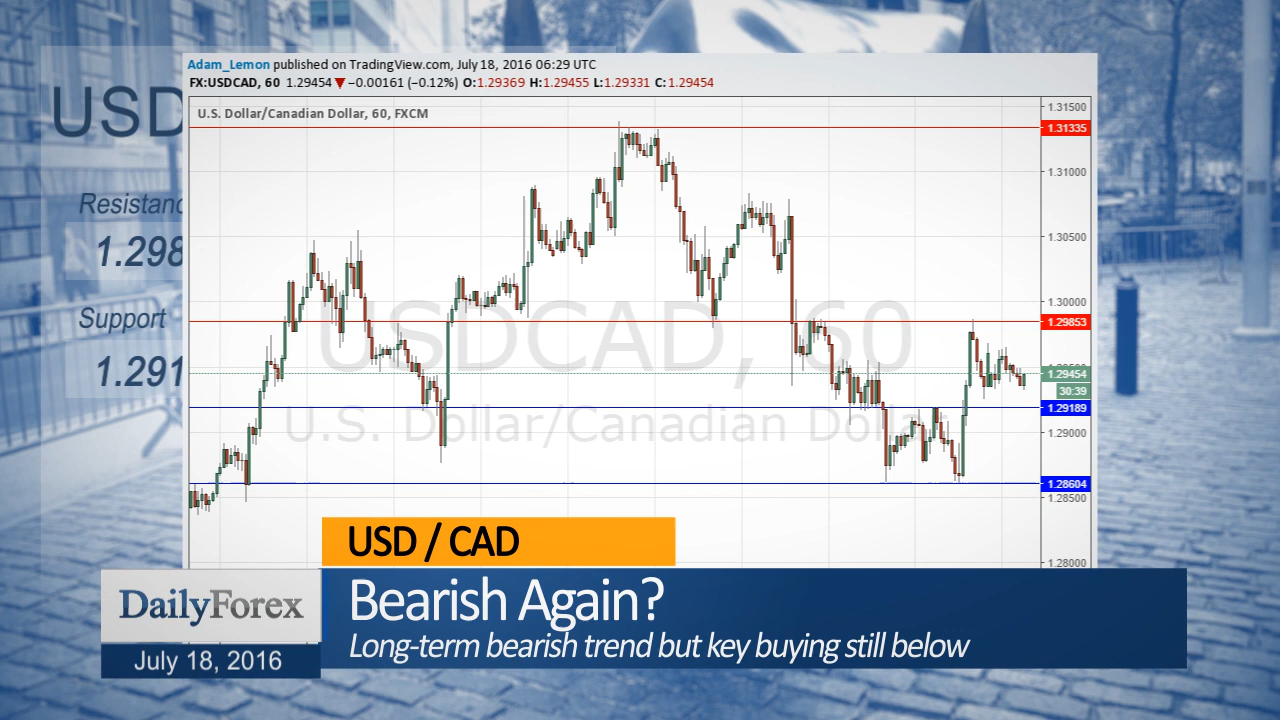 Adam_Lemon published on TradingView.com, July 18, 2016 06:29 UTC
FX:USDCAD, 60 1.29454 ▼ −0.00161 (−0.12%) O:1.29369 H:1.29455 L:1.29331 C:1.29454
U.S. Dollar/Canadian Dollar, 60, FXCM
1.31500
1.31335
1.31000
1.30500
1.30000
1.29853
1.29454
30:39
1.29189
1.29000
1.28604
1.28500
1.28000
USDCAD, 60
U.S. Dollar/Canadian Dollar
USD
Support
1.298
1.291
USD / CAD
Bearish Again?
Long-term bearish trend but key buying still below
DailyForex
July 18, 2016